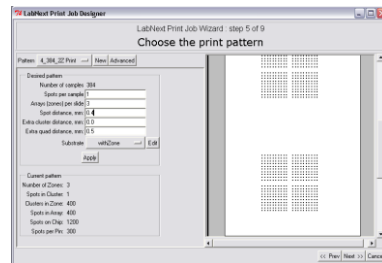 LabNext Print Job Designer
LabNext Print Job Wizard : step 5 of 9
Choose the print pattern
Pattern: 4_384_2Z Print New Advanced
Desired pattern
Number of samples 384
Spots per sample 1
Arrays (zones) per slide 3
Spot distance, mm 0.4
Extra cluster distance, mm 0.0
Extra quad distance, mm 0.5
Substrate withZone Edit
Apply
Current pattern
Number of Zones: 3
Spots in Cluster: 1
Clusters in Zone: 400
Spots in Array: 400
Spots on Chip: 1200
Spots per Pin: 300
<< Prev Next >> Cancel